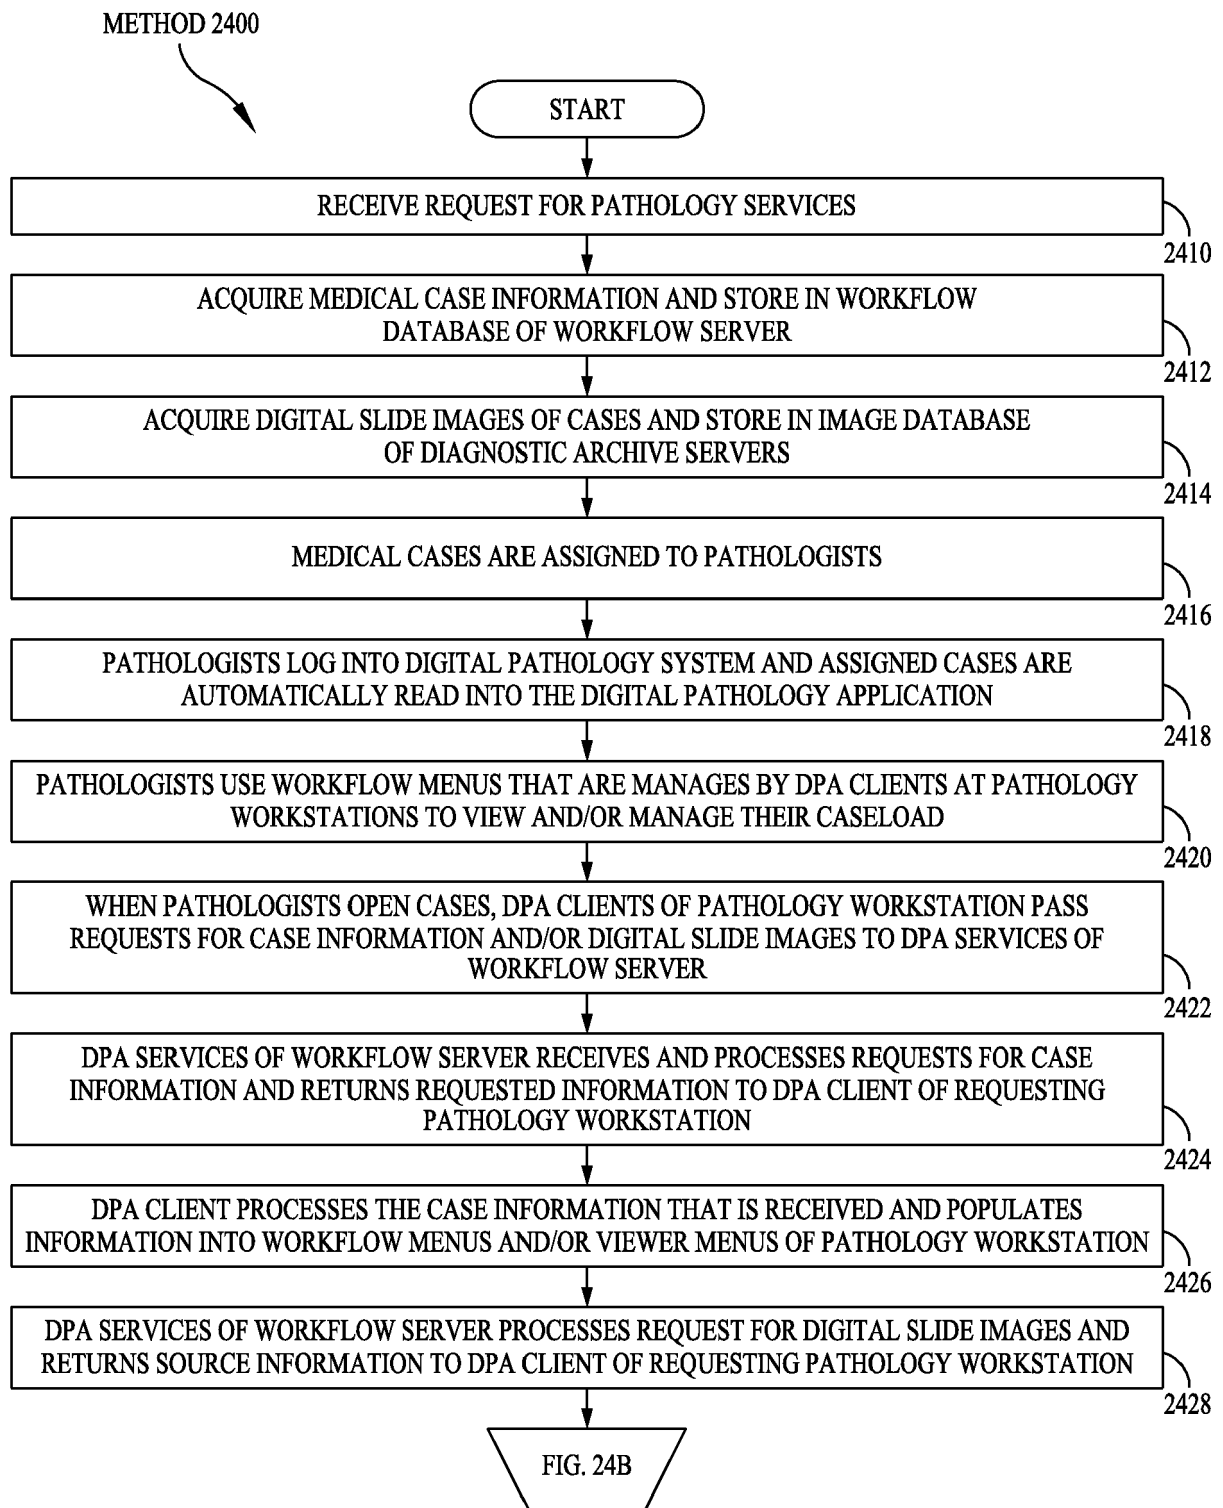 METHOD 2400
START
RECEIVE REQUEST FOR PATHOLOGY SERVICES
2410
ACQUIRE MEDICAL CASE INFORMATION AND STORE IN WORKFLOW
DATABASE OF WORKFLOW SERVER
2412
ACQUIRE DIGITAL SLIDE IMAGES OF CASES AND STORE IN IMAGE DATABASE
OF DIAGNOSTIC ARCHIVE SERVERS
2414
MEDICAL CASES ARE ASSIGNED TO PATHOLOGISTS
2416
PATHOLOGISTS LOG INTO DIGITAL PATHOLOGY SYSTEM AND ASSIGNED CASES ARE
AUTOMATICALLY READ INTO THE DIGITAL PATHOLOGY APPLICATION
2418
PATHOLOGISTS USE WORKFLOW MENUS THAT ARE MANAGES BY DPA CLIENTS AT PATHOLOGY
WORKSTATIONS TO VIEW AND/OR MANAGE THEIR CASELOAD
2420
WHEN PATHOLOGISTS OPEN CASES, DPA CLIENTS OF PATHOLOGY WORKSTATION PASS
REQUESTS FOR CASE INFORMATION AND/OR DIGITAL SLIDE IMAGES TO DPA SERVICES OF
WORKFLOW SERVER
2422
DPA SERVICES OF WORKFLOW SERVER RECEIVES AND PROCESSES REQUESTS FOR CASE
INFORMATION AND RETURNS REQUESTED INFORMATION TO DPA CLIENT OF REQUESTING
PATHOLOGY WORKSTATION
2424
DPA CLIENT PROCESSES THE CASE INFORMATION THAT IS RECEIVED AND POPULATES
INFORMATION INTO WORKFLOW MENUS AND/OR VIEWER MENUS OF PATHOLOGY WORKSTATION
2426
DPA SERVICES OF WORKFLOW SERVER PROCESSES REQUEST FOR DIGITAL SLIDE IMAGES AND
RETURNS SOURCE INFORMATION TO DPA CLIENT OF REQUESTING PATHOLOGY WORKSTATION
2428
FIG. 24B